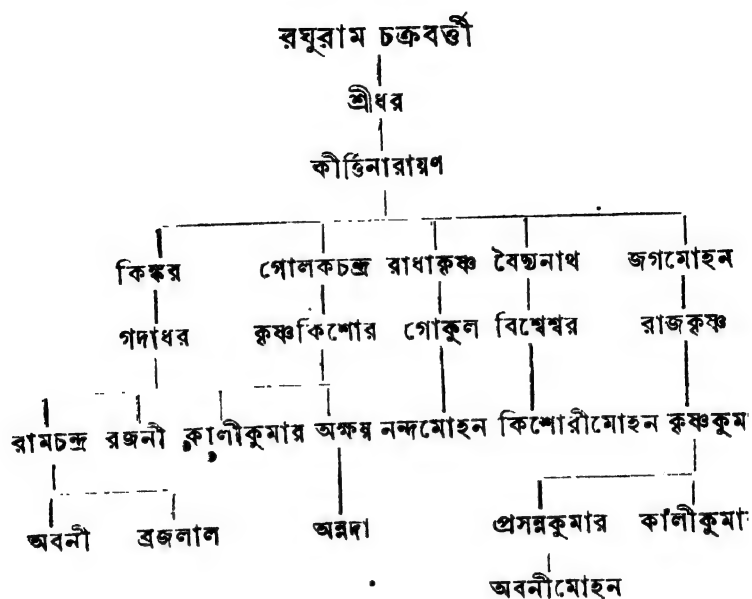 রঘুরাম চক্রবর্ত্তী
শ্রীধর
কীর্ত্তিনারায়ণ
কিঙ্কর গোলকচন্দ্র রাধাকৃষ্ণ বৈদ্যনাথ জগমোহন
গদাধর কৃষ্ণকিশোর গোকুল বিশ্বেশ্বর রাজকৃষ্ণ
রামচন্দ্র রজনী কালীকুমার অক্ষয় নন্দমোহন কিশোরীমোহন কৃষ্ণকুম
অবনী ব্রজলাল অন্নদা প্রসন্নকুমার কালীকুমা
অবনীমোহন